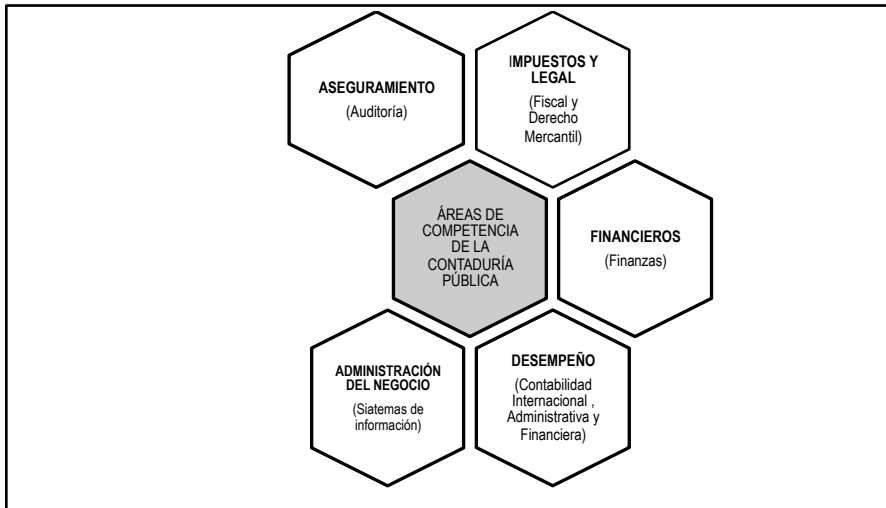 ASEGURAMIENTO
(Auditoría)
IMPUESTOS Y
LEGAL
(Fiscal y
Derecho
Mercantil)
ÁREAS DE
COMPETENCIA
DE LA
CONTADURÍA
PÚBLICA
FINANCIEROS
(Finanzas)
ADMINISTRACIÓN
DEL NEGOCIO
(Siatemas de
información)
DESEMPEÑO
(Contabilidad
Internacional ,
Administrativa y
Financiera)